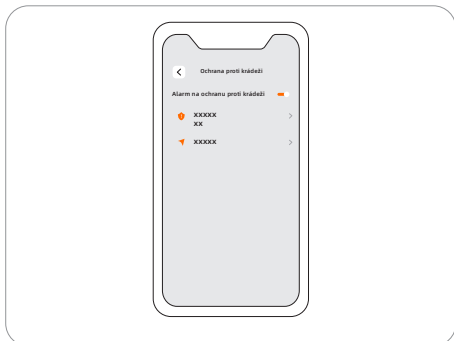 Ochrana proti krádeži
Alarm na ochranu proti krádeži
XXXXX
XX
XXXXX